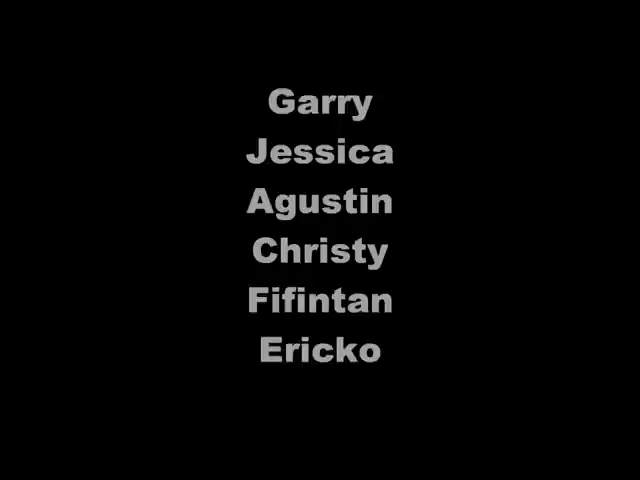 Garry
Jessica
Agustin
Christy
Fifintan
Ericko